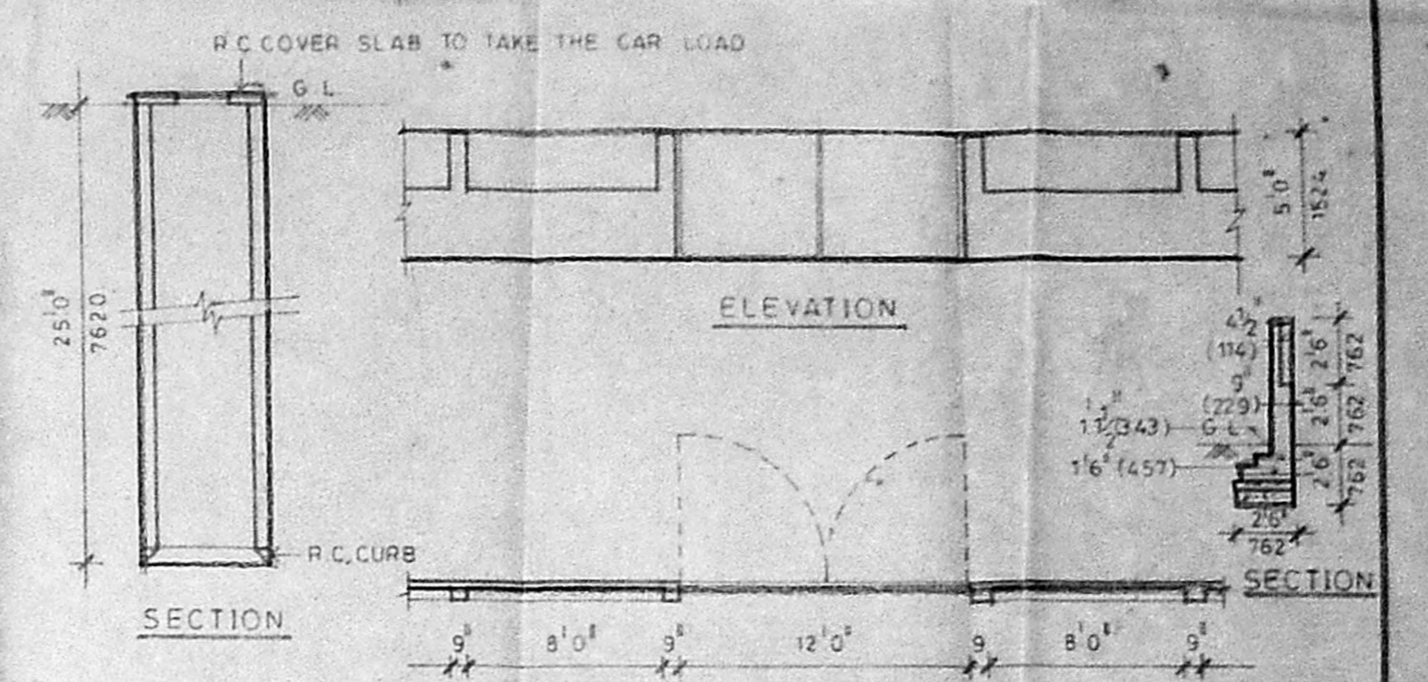 R C COVER SLAB TO TAKE THE CAR LOAD
G L
25'0"
7620
R.C. CURB
SECTION
5'0"
1524
ELEVATION
4½"
(114)
9"
(229)
1'1½"(343)
G L
1'6" (457)
2'6"
762
2'6"
762
2'6"
762
2'6"
762
SECTION
9" 8'0" 9" 12'0" 9 8'0" 9"